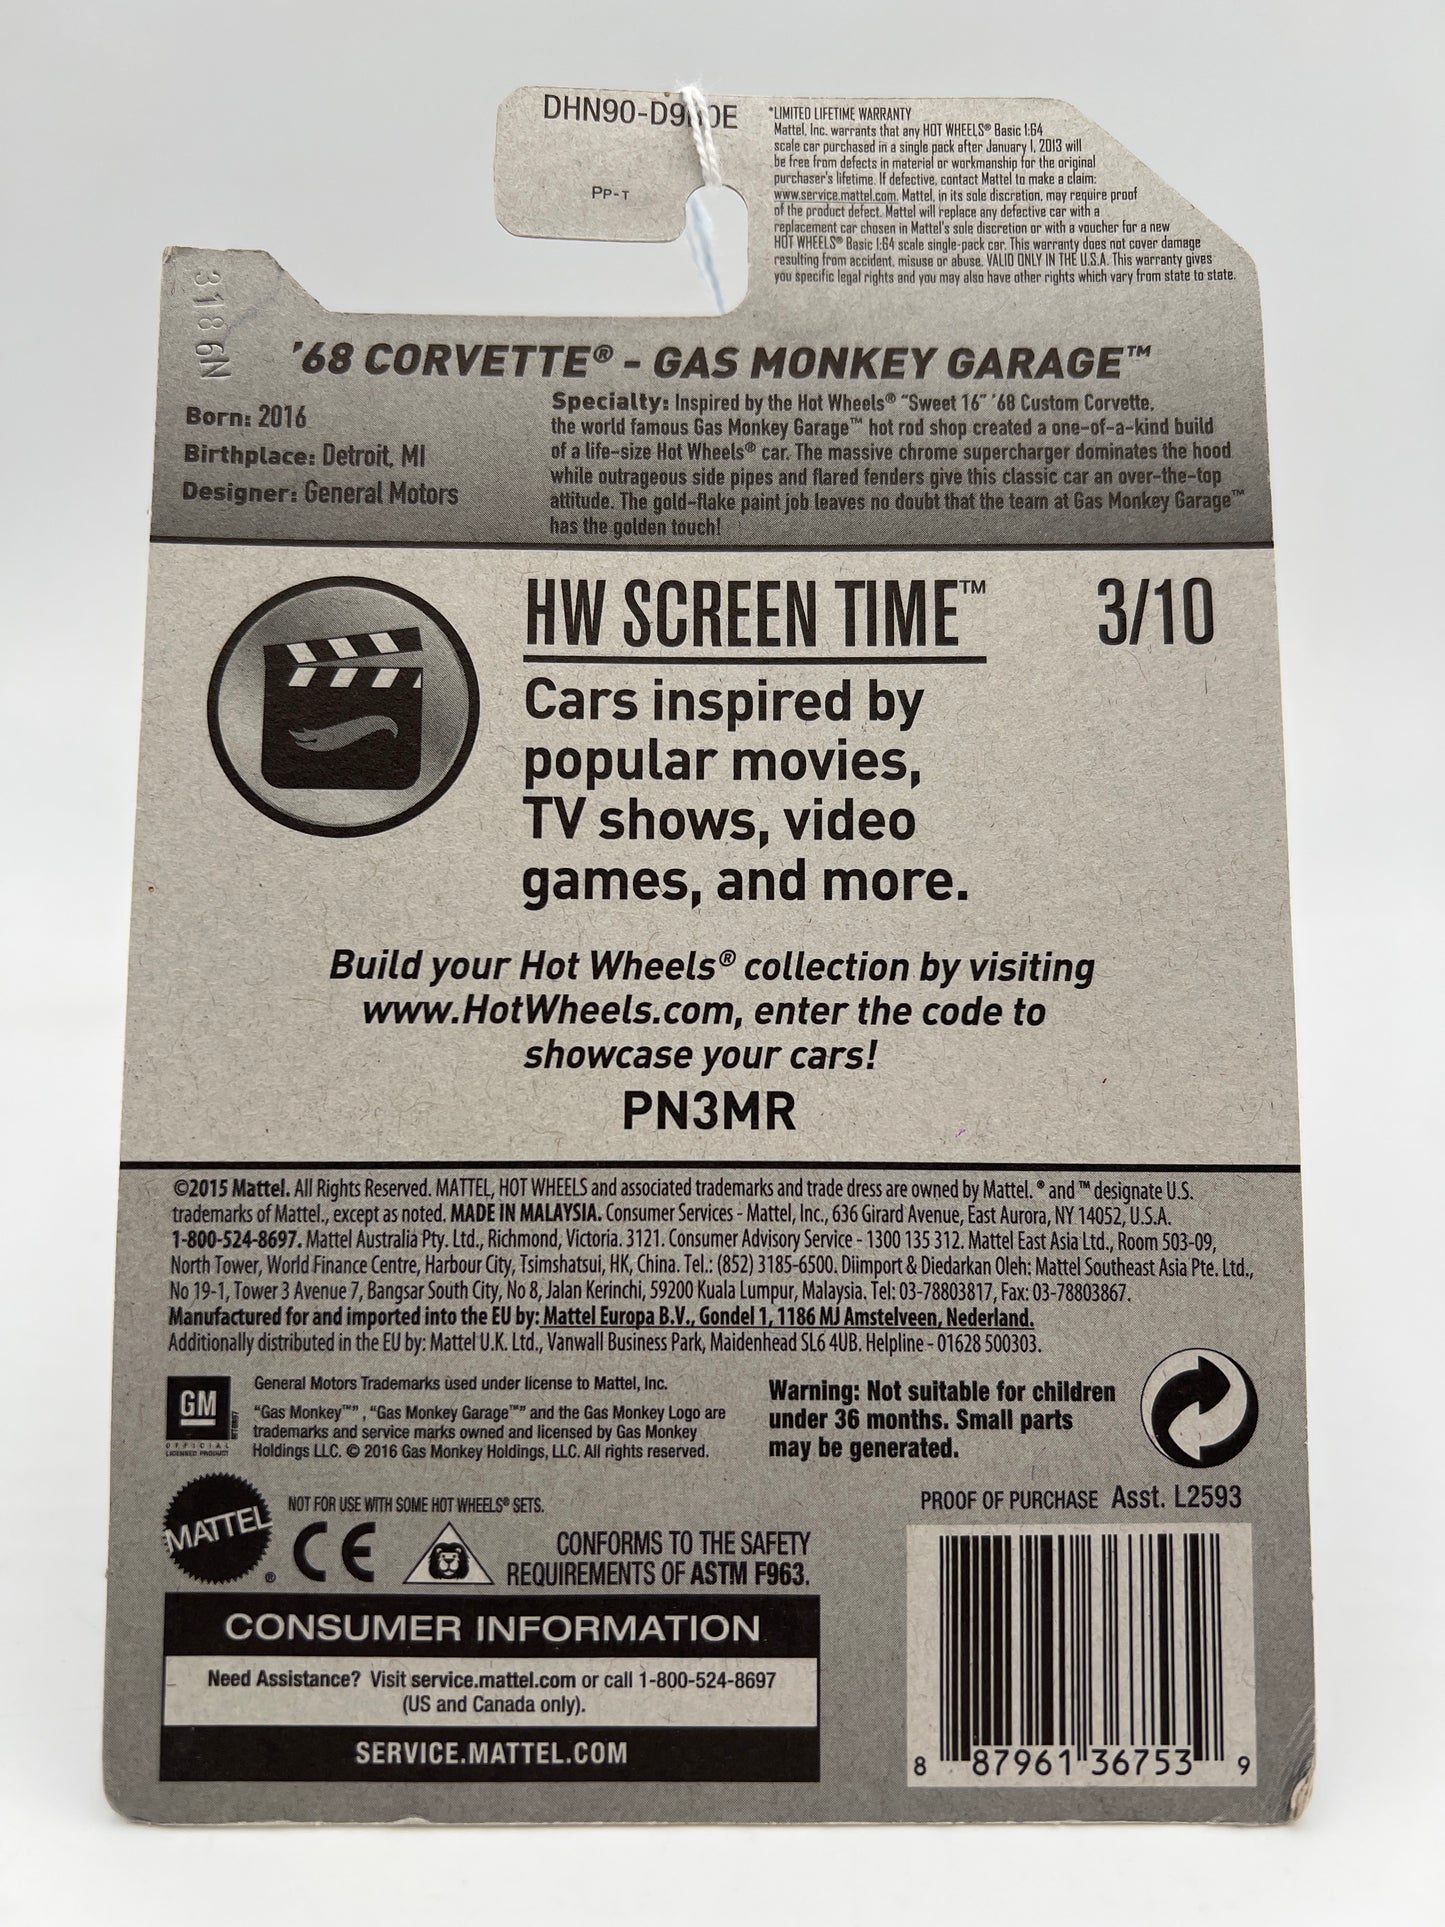 DHN90-D9
PP-T
*LIMITED LIFETIME WARRANTY
Mattel, Inc. warrants that any HOT WHEELS® Basic 1:64
scale car purchased in a single pack after January 1, 2013 will
be free from defects in material or workmanship for the original
purchaser's lifetime. If defective, contact Mattel to make a claim:
www.service.mattel.com. Mattel, in its sole discretion, may require proof
of the product defect. Mattel will replace any defective car with a
replacement car chosen in Mattel's sole discretion or with a voucher for a new
HOT WHEELS® Basic 1:64 scale single-pack car. This warranty does not cover damage
resulting from accident, misuse or abuse. VALID ONLY IN THE U.S.A. This warranty gives
you specific legal rights and you may also have other rights which vary from state to state.
3186N
'68 CORVETTE® - GAS MONKEY GARAGE™
Born: 2016
Birthplace: Detroit, MI
Designer: General Motors
Specialty: Inspired by the Hot Wheels® "Sweet 16" '68 Custom Corvette,
the world famous Gas Monkey Garage™ hot rod shop created a one-of-a-kind build
of a life-size Hot Wheels® car. The massive chrome supercharger dominates the hood
while outrageous side pipes and flared fenders give this classic car an over-the-top
attitude. The gold-flake paint job leaves no doubt that the team at Gas Monkey Garage™
has the golden touch!
HW SCREEN TIME™ 3/10
Cars inspired by
popular movies,
TV shows, video
games, and more.
Build your Hot Wheels® collection by visiting
www.HotWheels.com, enter the code to
showcase your cars!
PN3MR
©2015 Mattel. All Rights Reserved. MATTEL, HOT WHEELS and associated trademarks and trade dress are owned by Mattel. ® and ™ designate U.S.
trademarks of Mattel., except as noted. MADE IN MALAYSIA. Consumer Services - Mattel, Inc., 636 Girard Avenue, East Aurora, NY 14052, U.S.A.
1-800-524-8697. Mattel Australia Pty. Ltd., Richmond, Victoria. 3121. Consumer Advisory Service - 1300 135 312. Mattel East Asia Ltd., Room 503-09,
North Tower, World Finance Centre, Harbour City, Tsimshatsui, HK, China. Tel.: (852) 3185-6500. Diimport & Diedarkan Oleh: Mattel Southeast Asia Pte. Ltd.,
No 19-1, Tower 3 Avenue 7, Bangsar South City, No 8, Jalan Kerinchi, 59200 Kuala Lumpur, Malaysia. Tel: 03-78803817, Fax: 03-78803867.
Manufactured for and imported into the EU by: Mattel Europa B.V., Gondel 1, 1186 MJ Amstelveen, Nederland.
Additionally distributed in the EU by: Mattel U.K. Ltd., Vanwall Business Park, Maidenhead SL6 4UB. Helpline - 01628 500303.
GM
OFFICIAL
LICENSED PRODUCT
General Motors Trademarks used under license to Mattel, Inc.
"Gas Monkey™", "Gas Monkey Garage™" and the Gas Monkey Logo are
trademarks and service marks owned and licensed by Gas Monkey
Holdings LLC. © 2016 Gas Monkey Holdings, LLC. All rights reserved.
Warning: Not suitable for children
under 36 months. Small parts
may be generated.
MATTEL®
NOT FOR USE WITH SOME HOT WHEELS® SETS.
CE
CONFORMS TO THE SAFETY
REQUIREMENTS OF ASTM F963.
PROOF OF PURCHASE Asst. L2593
CONSUMER INFORMATION
Need Assistance? Visit service.mattel.com or call 1-800-524-8697
(US and Canada only).
SERVICE.MATTEL.COM
8 87961 36753 9